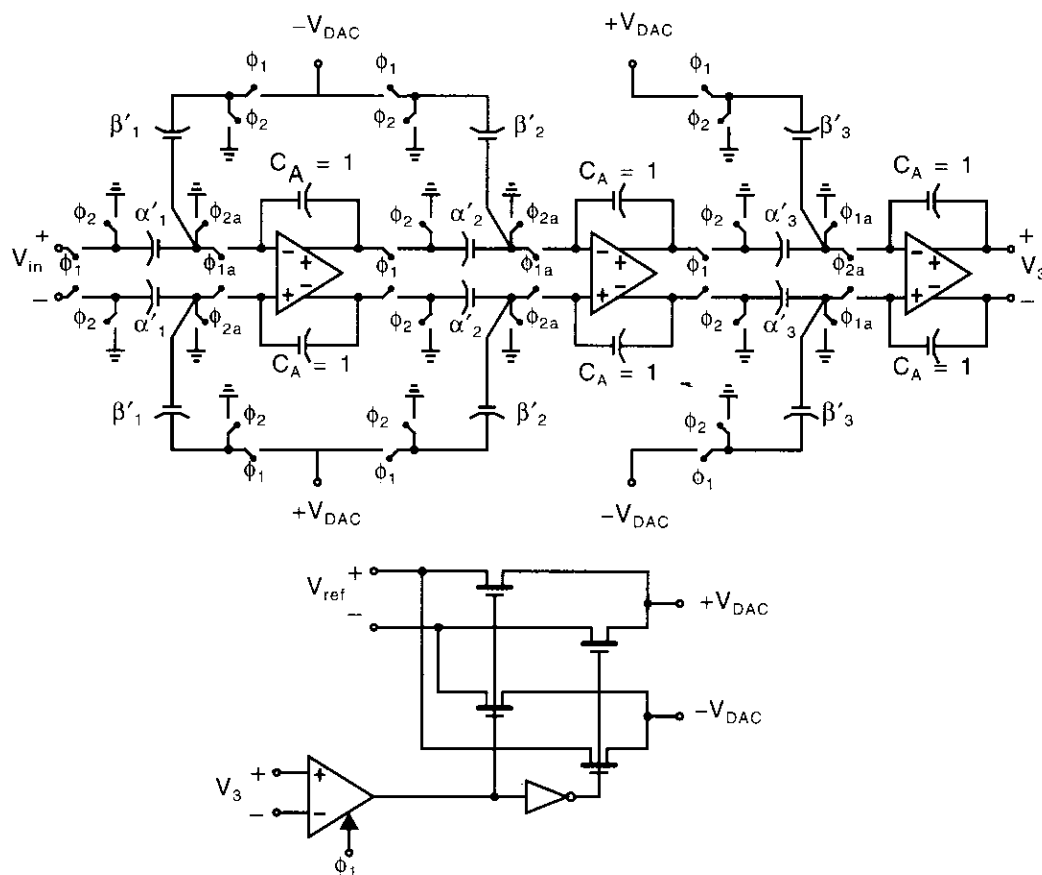 −V_DAC
+V_DAC
ϕ1 ϕ1 ϕ1
ϕ2 ϕ2 ϕ2
β'1 β'2 β'3
C_A = 1 C_A = 1 C_A = 1
ϕ2 α'1 ϕ2a ϕ2 α'2 ϕ2a ϕ2 α'3 ϕ1a
+ V_in − ϕ1 ϕ1a ϕ1 ϕ1a ϕ1 ϕ2a + V3 −
− + + − − + + − − + + −
ϕ2 α'1 ϕ2a ϕ2 α'2 ϕ2a ϕ2 α'3 ϕ1a
C_A = 1 C_A = 1 C_A = 1
β'1 ϕ2 ϕ2 β'2 ϕ2 β'3
ϕ1 ϕ1 ϕ1
+V_DAC −V_DAC
V_ref + −
+V_DAC
−V_DAC
V3 + − + −
ϕ1